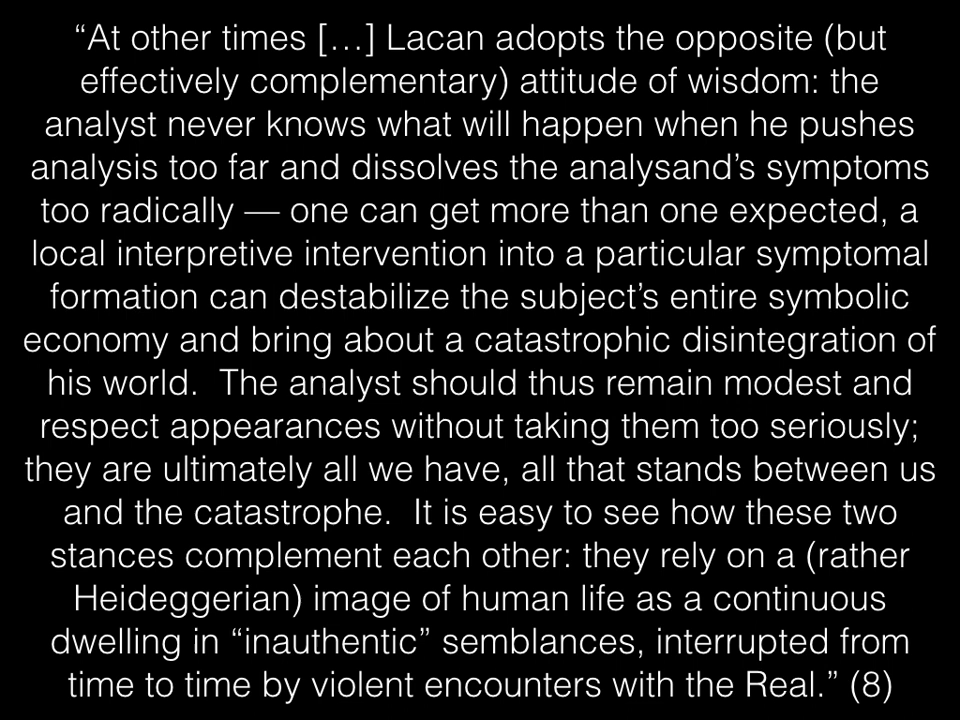 “At other times […] Lacan adopts the opposite (but
effectively complementary) attitude of wisdom: the
analyst never knows what will happen when he pushes
analysis too far and dissolves the analysand’s symptoms
too radically — one can get more than one expected, a
local interpretive intervention into a particular symptomal
formation can destabilize the subject’s entire symbolic
economy and bring about a catastrophic disintegration of
his world.  The analyst should thus remain modest and
respect appearances without taking them too seriously;
they are ultimately all we have, all that stands between us
and the catastrophe.  It is easy to see how these two
stances complement each other: they rely on a (rather
Heideggerian) image of human life as a continuous
dwelling in “inauthentic” semblances, interrupted from
time to time by violent encounters with the Real.” (8)